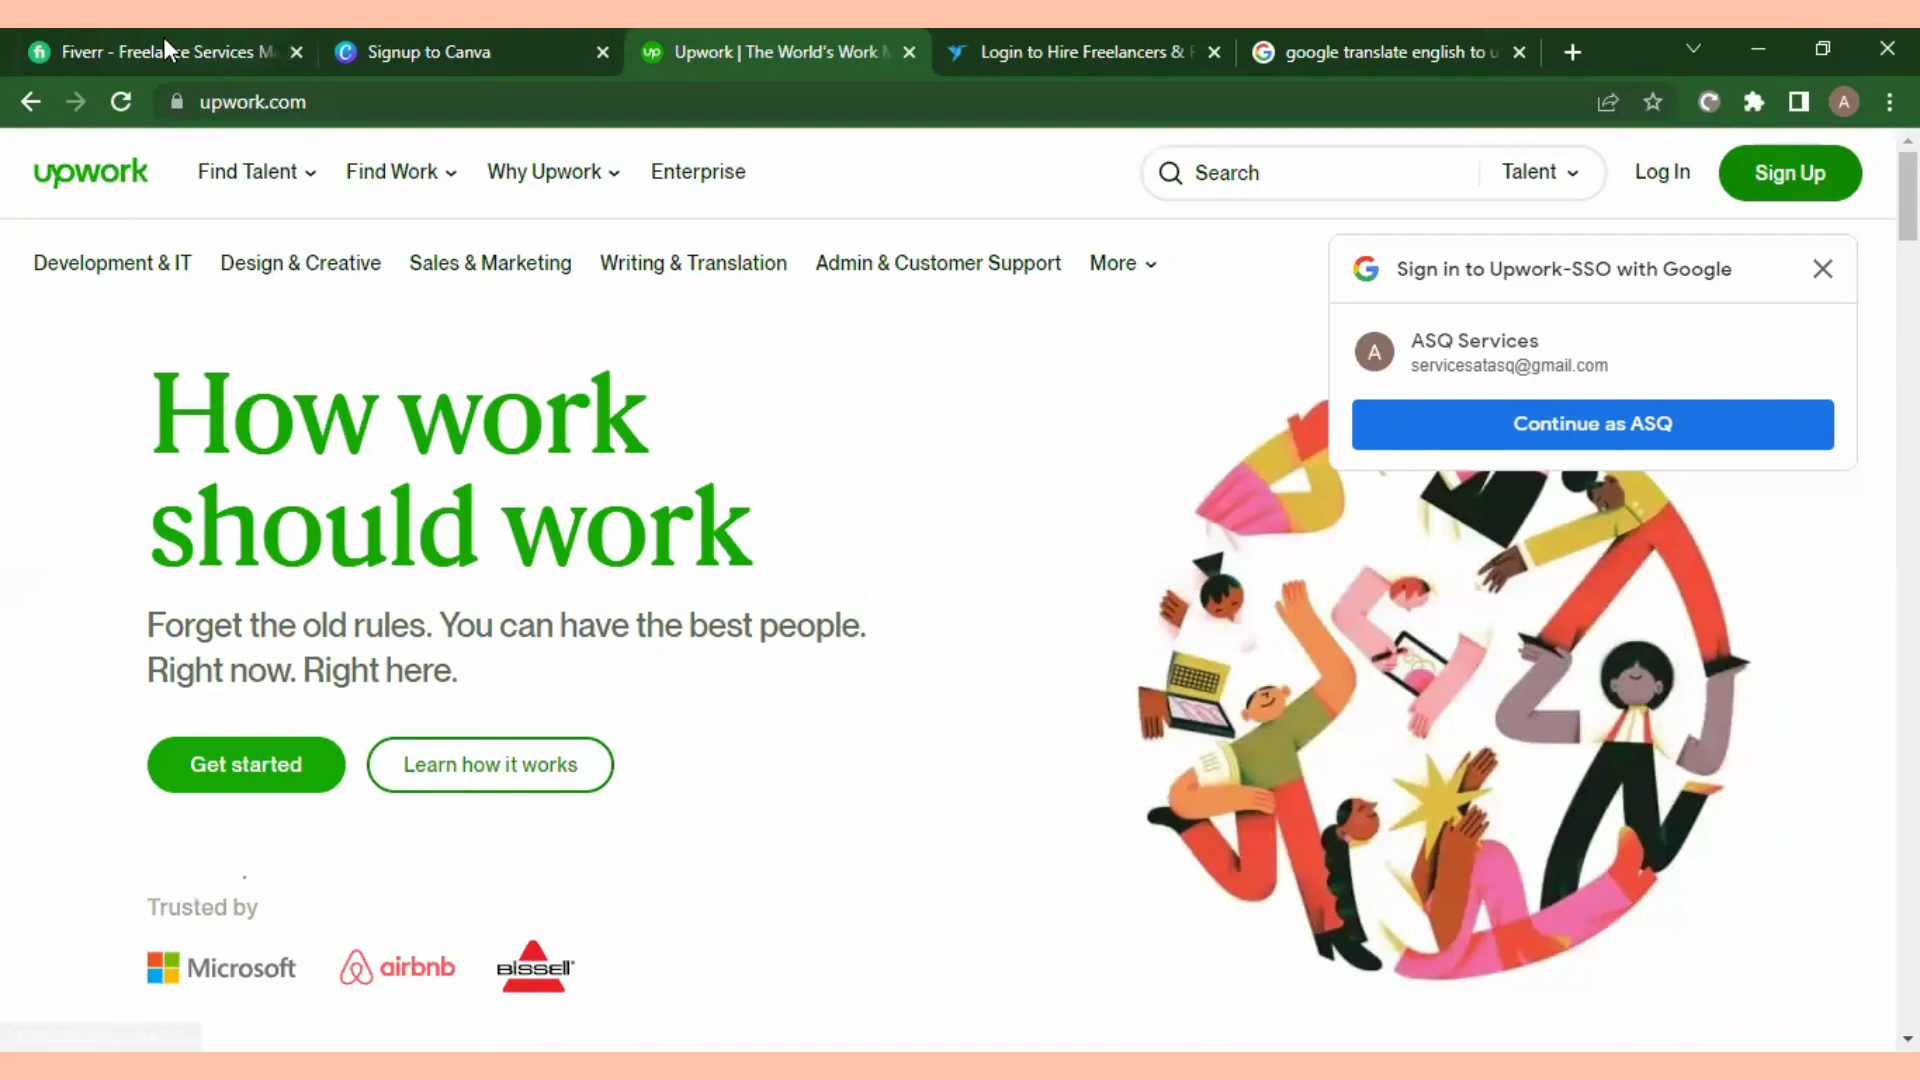 Fiverr - Freelance Services Ma
Signup to Canva
Upwork | The World's Work M
Login to Hire Freelancers & F
google translate english to u
upwork.com
A
upwork
Find Talent
Find Work
Why Upwork
Enterprise
Search
Talent
Log In
Sign Up
Development & IT
Design & Creative
Sales & Marketing
Writing & Translation
Admin & Customer Support
More
Sign in to Upwork-SSO with Google
A
ASQ Services
servicesatasq@gmail.com
Continue as ASQ
How work
should work
Forget the old rules. You can have the best people.
Right now. Right here.
Get started
Learn how it works
Trusted by
Microsoft
airbnb
BISSELL